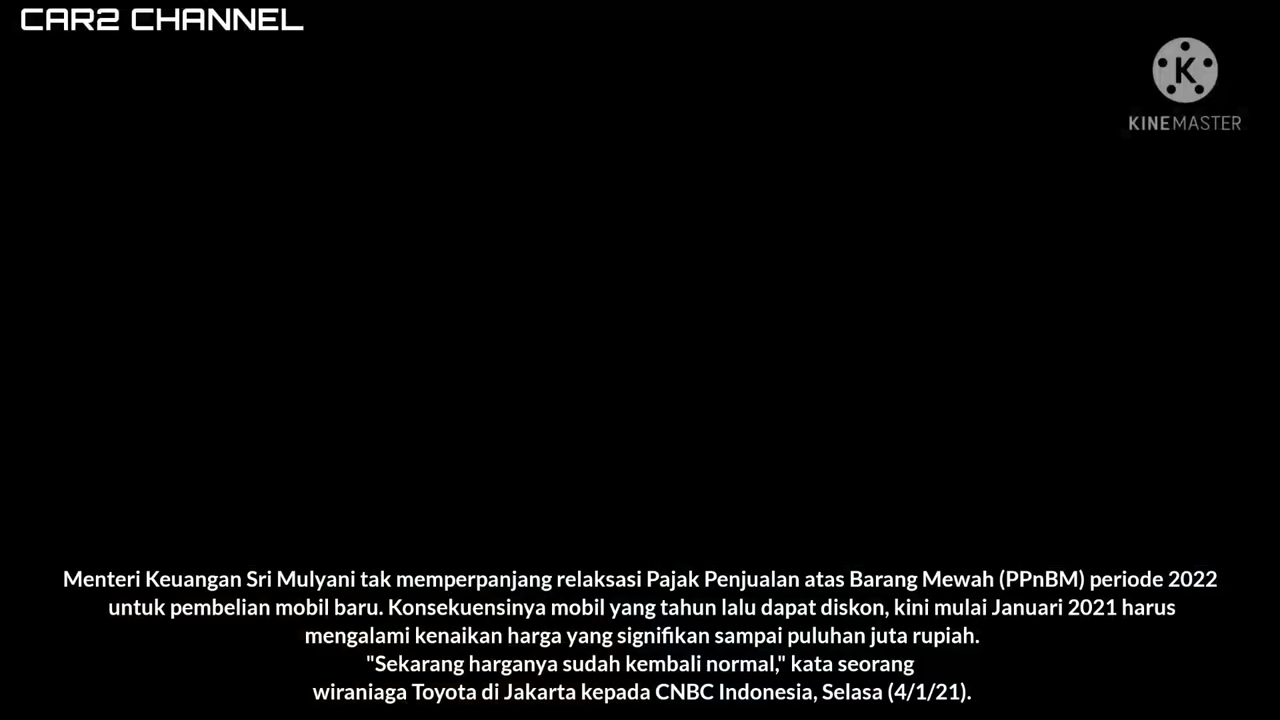 CAR2 CHANNEL
K
KINEMASTER
Menteri Keuangan Sri Mulyani tak memperpanjang relaksasi Pajak Penjualan atas Barang Mewah (PPnBM) periode 2022
untuk pembelian mobil baru. Konsekuensinya mobil yang tahun lalu dapat diskon, kini mulai Januari 2021 harus
mengalami kenaikan harga yang signifikan sampai puluhan juta rupiah.
"Sekarang harganya sudah kembali normal," kata seorang
wiraniaga Toyota di Jakarta kepada CNBC Indonesia, Selasa (4/1/21).